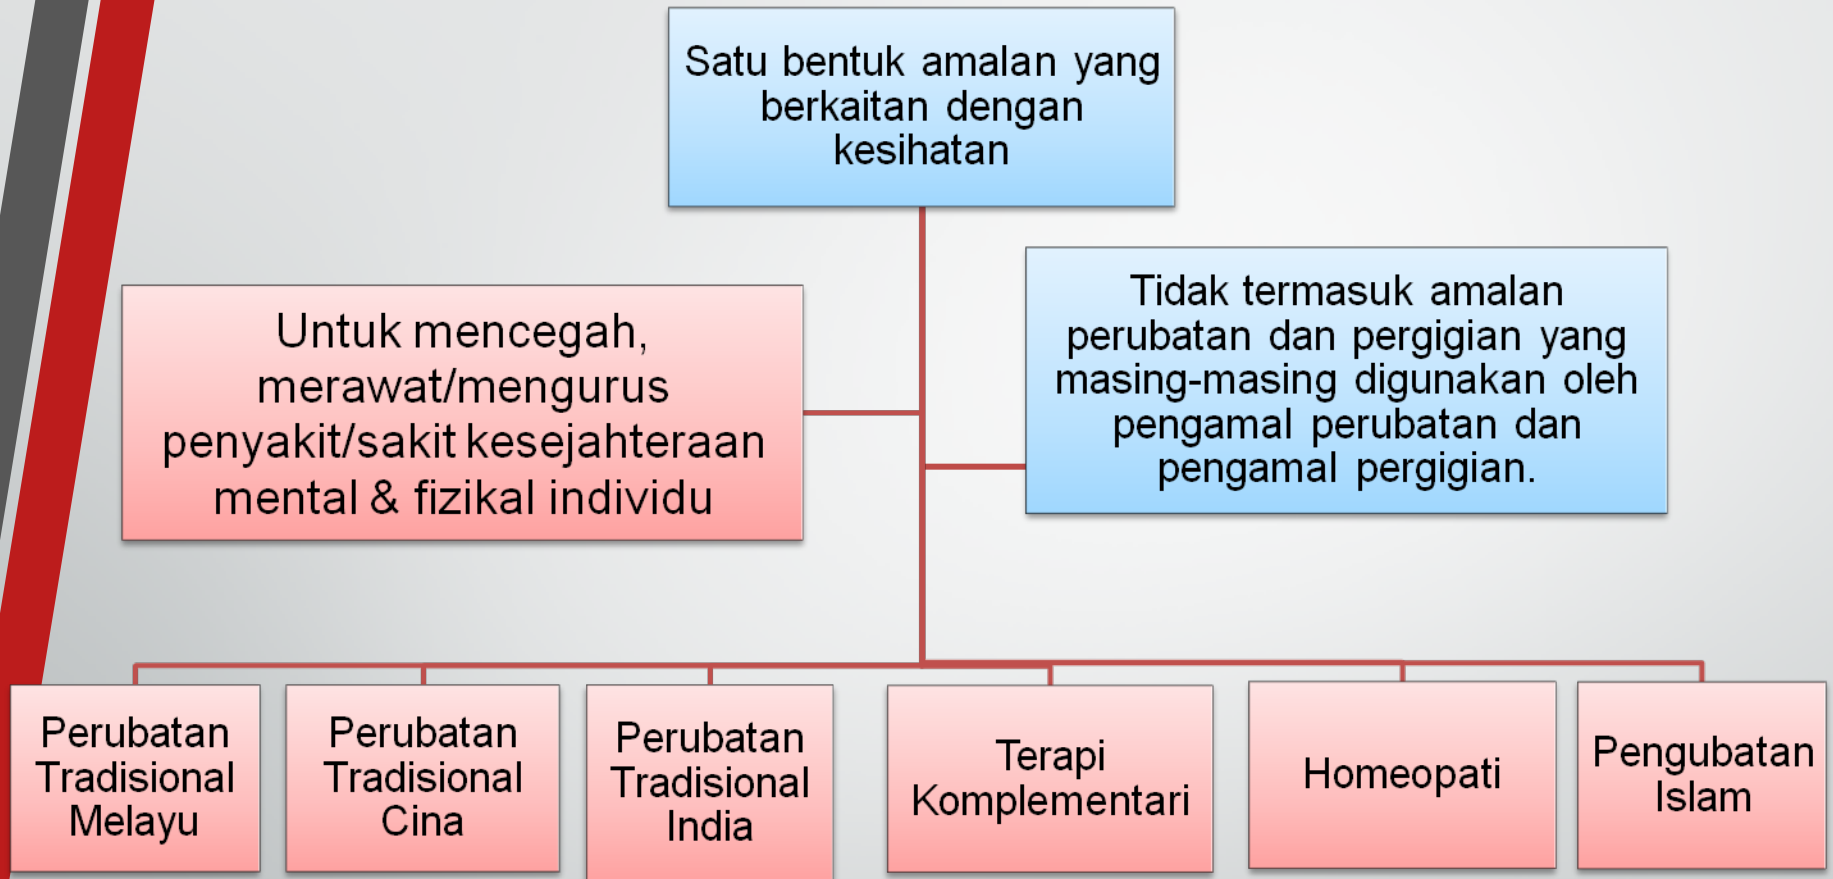 Satu bentuk amalan yang
berkaitan dengan
kesihatan
Untuk mencegah,
merawat/mengurus
penyakit/sakit kesejahteraan
mental & fizikal individu
Tidak termasuk amalan
perubatan dan pergigian yang
masing-masing digunakan oleh
pengamal perubatan dan
pengamal pergigian.
Perubatan
Tradisional
Melayu
Perubatan
Tradisional
Cina
Perubatan
Tradisional
India
Terapi
Komplementari
Homeopati
Pengubatan
Islam